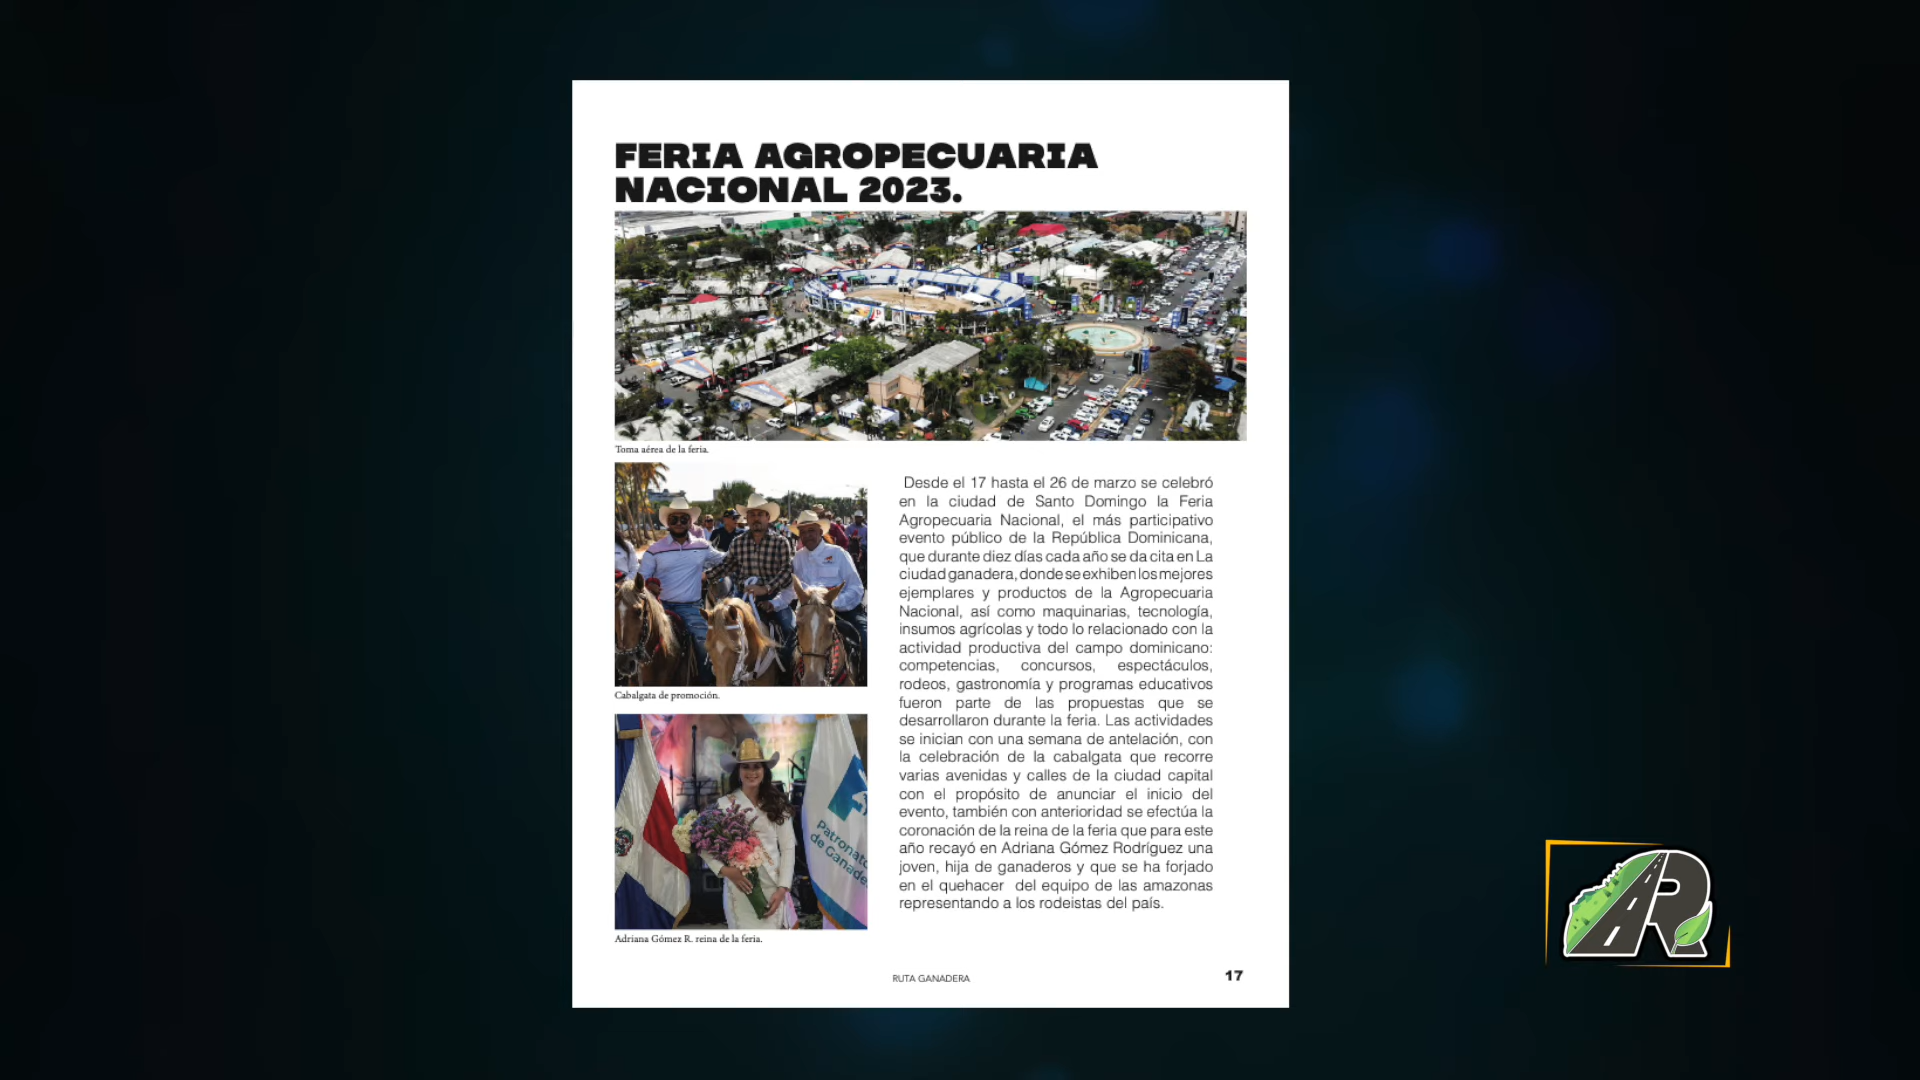 FERIA AGROPECUARIA
NACIONAL 2023.
Toma aérea de la feria.
Cabalgata de promoción.
Patronato
de Ganade
Adriana Gómez R. reina de la feria.
Desde el 17 hasta el 26 de marzo se celebró
en la ciudad de Santo Domingo la Feria
Agropecuaria Nacional, el más participativo
evento público de la República Dominicana,
que durante diez días cada año se da cita en La
ciudad ganadera, donde se exhiben los mejores
ejemplares y productos de la Agropecuaria
Nacional, así como maquinarias, tecnología,
insumos agrícolas y todo lo relacionado con la
actividad productiva del campo dominicano:
competencias, concursos, espectáculos,
rodeos, gastronomía y programas educativos
fueron parte de las propuestas que se
desarrollaron durante la feria. Las actividades
se inician con una semana de antelación, con
la celebración de la cabalgata que recorre
varias avenidas y calles de la ciudad capital
con el propósito de anunciar el inicio del
evento, también con anterioridad se efectúa la
coronación de la reina de la feria que para este
año recayó en Adriana Gómez Rodríguez una
joven, hija de ganaderos y que se ha forjado
en el quehacer del equipo de las amazonas
representando a los rodeistas del país.
RUTA GANADERA
17
R